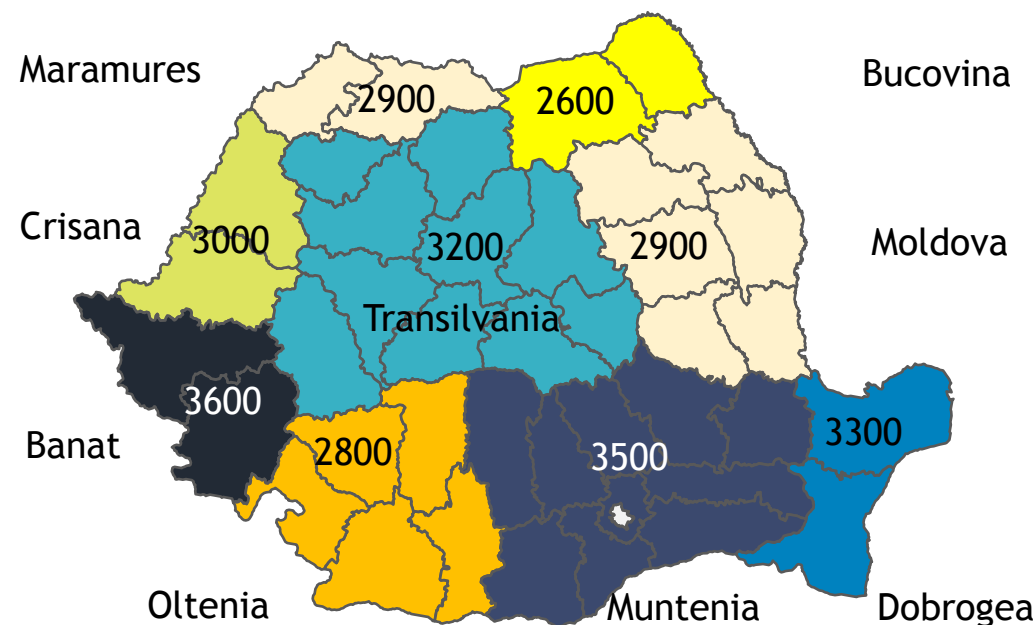 Maramures
2900
2600
Bucovina
Crisana
3000
3200
2900
Moldova
Transilvania
3600
Banat
2800
3500
3300
Oltenia
Muntenia
Dobrogea